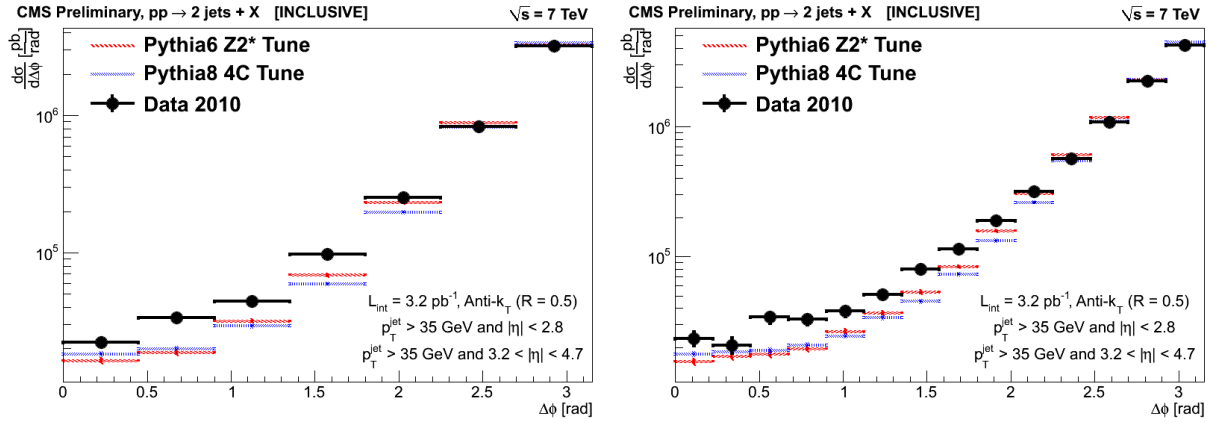 CMS Preliminary, pp → 2 jets + X [INCLUSIVE] √s = 7 TeV
dσ/dΔϕ [pb/rad]
Pythia6 Z2* Tune
Pythia8 4C Tune
Data 2010
10^6
10^5
L_int = 3.2 pb^-1, Anti-k_T (R = 0.5)
p_T^jet > 35 GeV and |η| < 2.8
p_T^jet > 35 GeV and 3.2 < |η| < 4.7
0 0.5 1 1.5 2 2.5 3
Δϕ [rad]
CMS Preliminary, pp → 2 jets + X [INCLUSIVE] √s = 7 TeV
dσ/dΔϕ [pb/rad]
Pythia6 Z2* Tune
Pythia8 4C Tune
Data 2010
10^6
10^5
L_int = 3.2 pb^-1, Anti-k_T (R = 0.5)
p_T^jet > 35 GeV and |η| < 2.8
p_T^jet > 35 GeV and 3.2 < |η| < 4.7
0 0.5 1 1.5 2 2.5 3
Δϕ [rad]